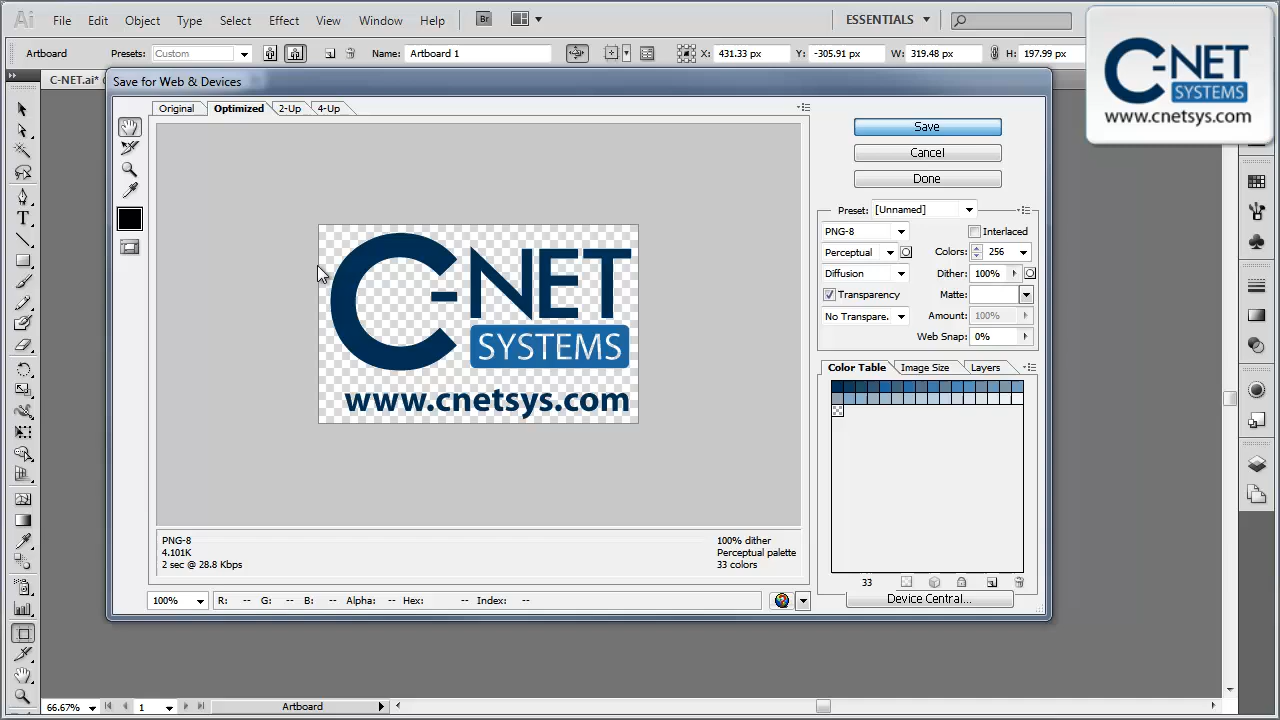 Ai File Edit Object Type Select Effect View Window Help Br ESSENTIALS
Artboard Presets: Custom Name: Artboard 1 431.33 px Y: -305.91 px W: 319.48 px H: 197.99 px
C-NET.ai*
C-NET
SYSTEMS
www.cnetsys.com
Save for Web & Devices
Original Optimized 2-Up 4-Up
Save
Cancel
Done
Preset: [Unnamed]
PNG-8 Interlaced
Perceptual Colors: 256
Diffusion Dither: 100%
Transparency Matte:
No Transpare. Amount: 100%
Web Snap: 0%
Color Table Image Size Layers
C-NET
SYSTEMS
www.cnetsys.com
PNG-8 100% dither
4.101K Perceptual palette
2 sec @ 28.8 Kbps 33 colors
33
100% R: -- G: -- B: -- Alpha: -- Hex: -- Index: --
Device Central...
66.67% 1 Artboard